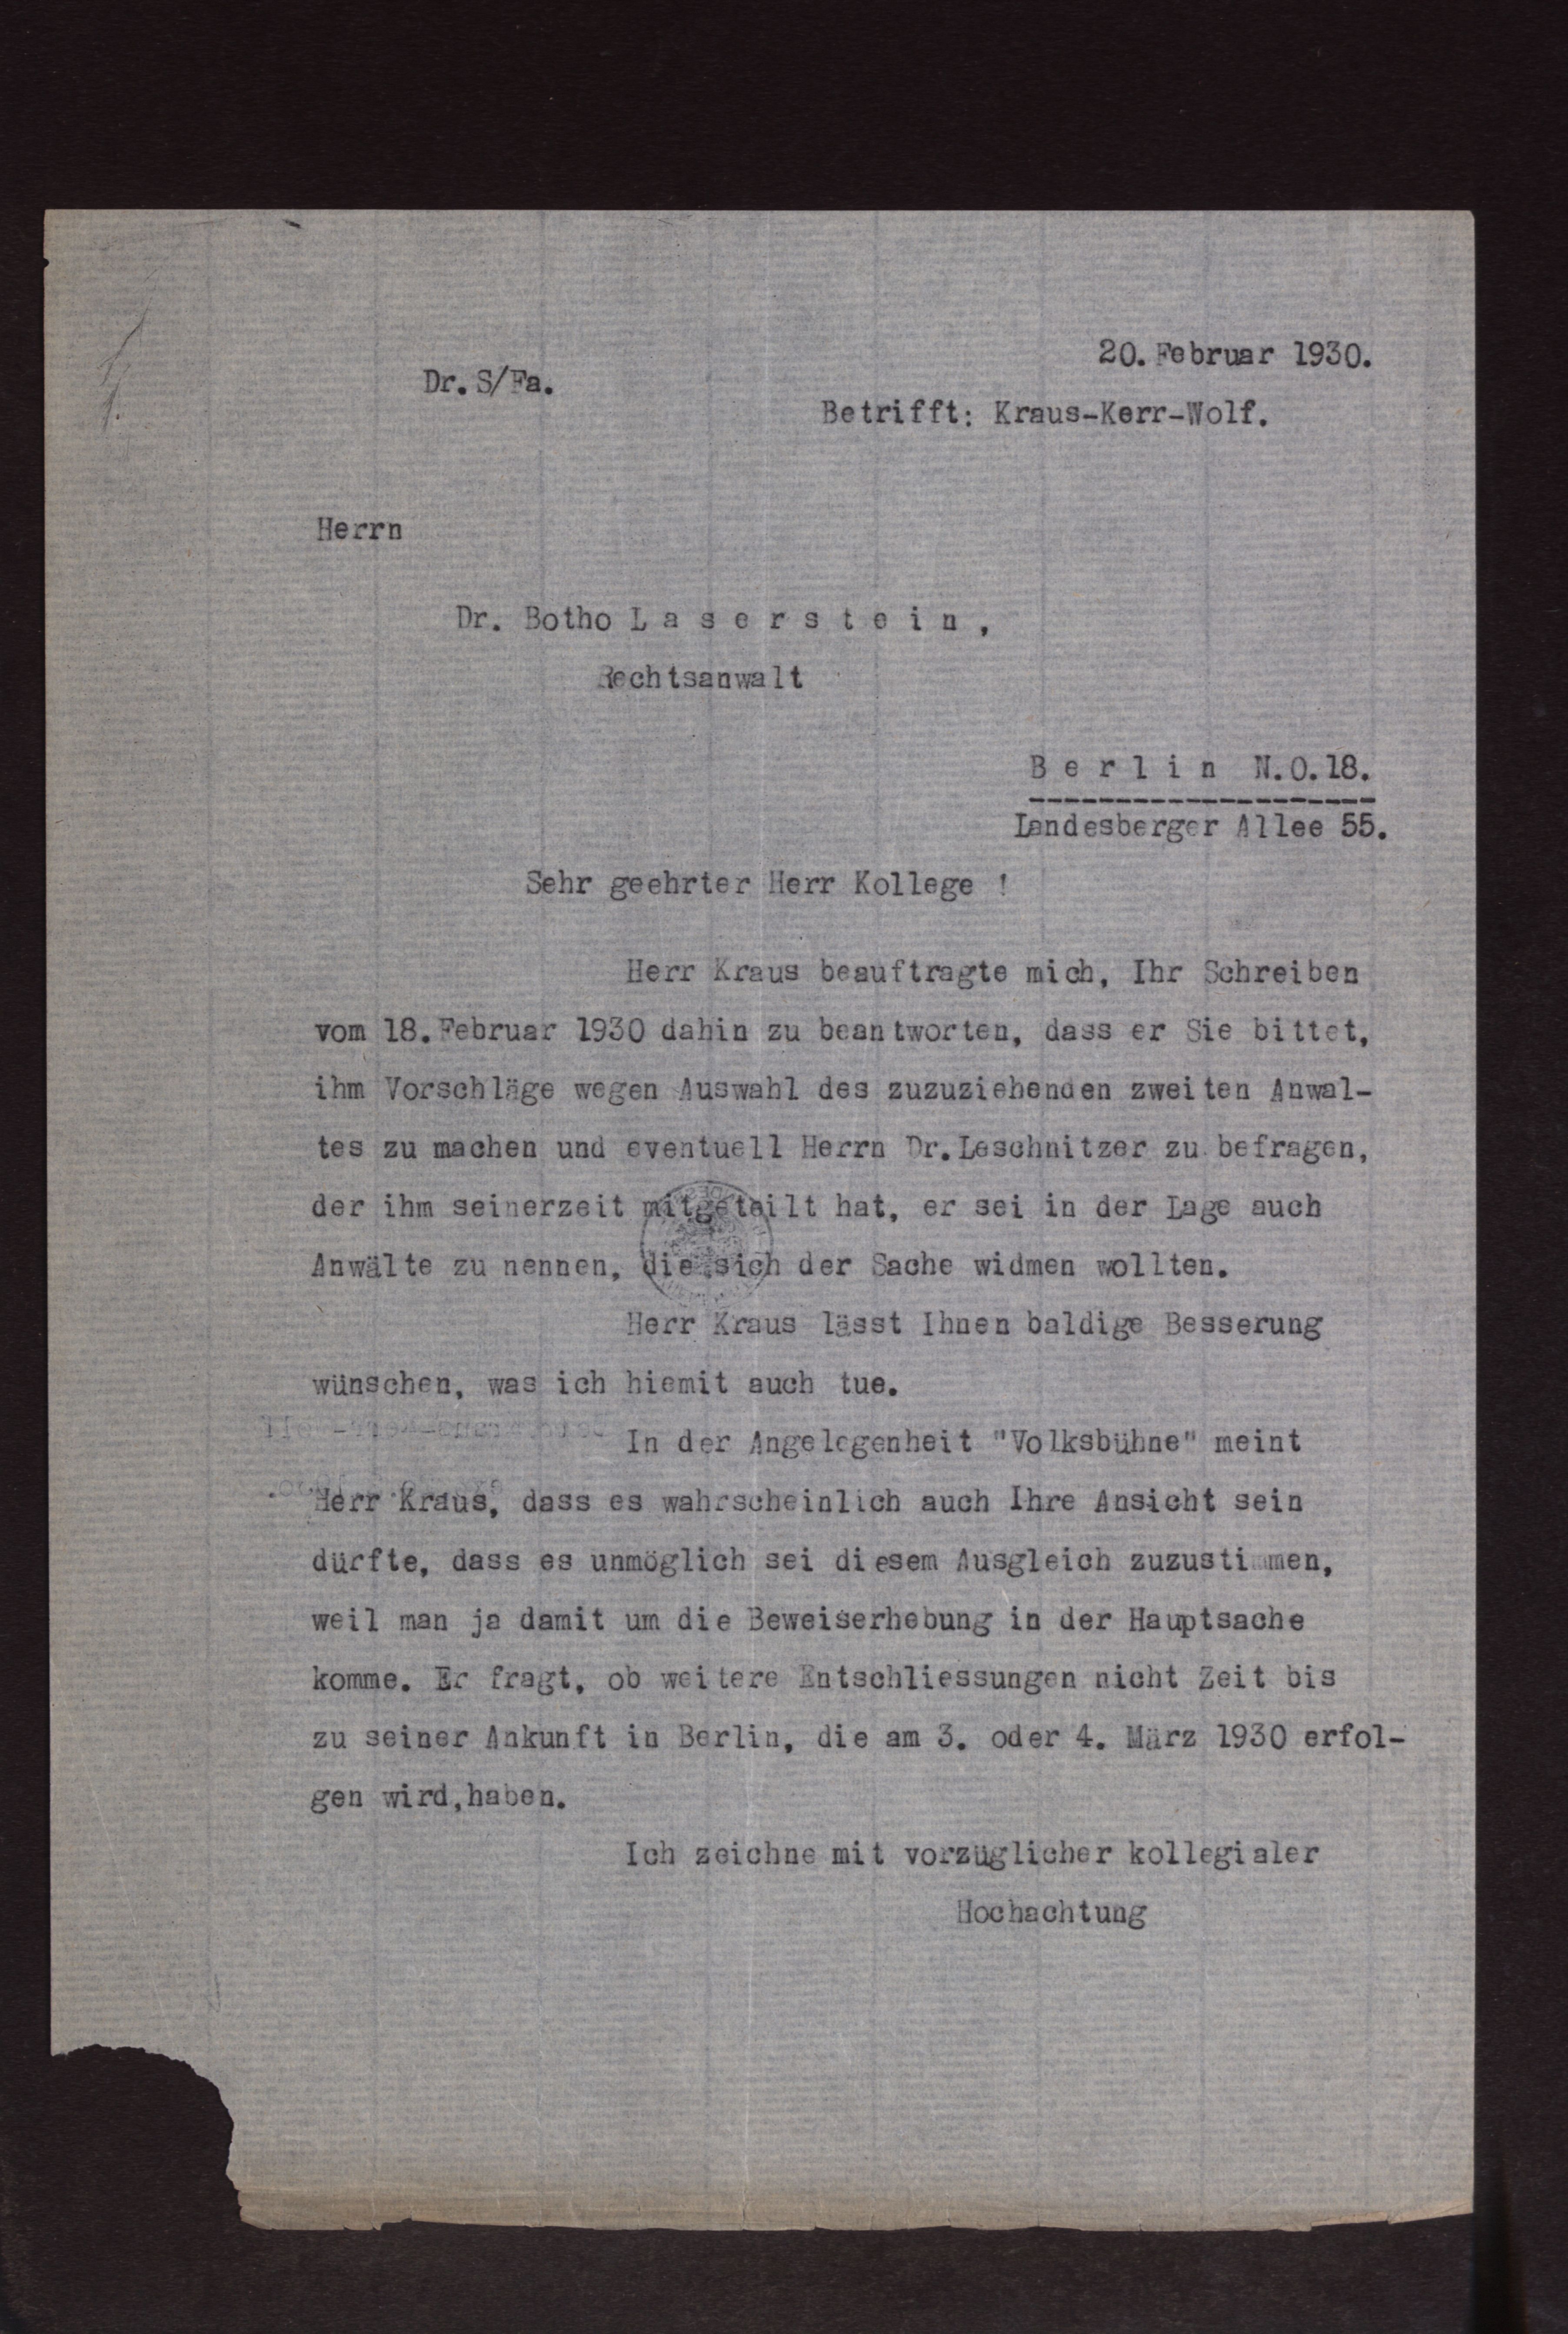 20.Februar 1930.
Dr.S/Fa.
Betrifft: Kraus-Kerr-Wolf.
Herrn
Dr. Botho L a s e r s t e i n ,
Rechtsanwalt
B e r l i n N.O.18.
Landesberger Allee 55.
Sehr geehrter Herr Kollege !
Herr Kraus beauftragte mich, Ihr Schreiben
vom 18.Februar 1930 dahin zu beantworten, dass er Sie bittet,
ihm Vorschläge wegen Auswahl des zuzuziehenden zweiten Anwal-
tes zu machen und eventuell Herrn Dr.Leschnitzer zu befragen,
der ihm seinerzeit mitgeteilt hat, er sei in der Lage auch
Anwälte zu nennen, die sich der Sache widmen wollten.
Herr Kraus lässt Ihnen baldige Besserung
wünschen, was ich hiemit auch tue.
In der Angelegenheit "Volksbühne" meint
Herr Kraus, dass es wahrscheinlich auch Ihre Ansicht sein
dürfte, dass es unmöglich sei diesem Ausgleich zuzustimmen,
weil man ja damit um die Beweiserhebung in der Hauptsache
komme. Er fragt, ob weitere Entschliessungen nicht Zeit bis
zu seiner Ankunft in Berlin, die am 3. oder 4. März 1930 erfol-
gen wird,haben.
Ich zeichne mit vorzüglicher kollegialer
Hochachtung